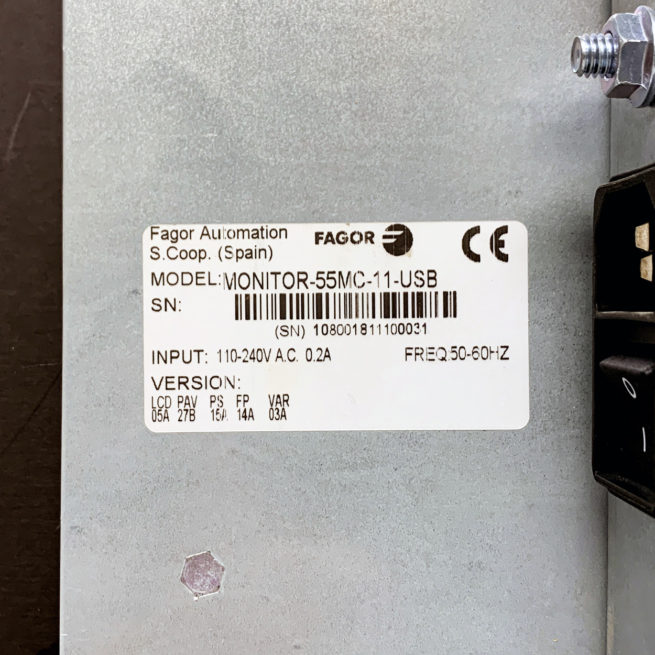 Fagor Automation
S.Coop. (Spain)
FAGOR
CE
MODEL: MONITOR-55MC-11-USB
SN:
(SN) 108001811100031
INPUT: 110-240V A.C. 0.2A FREQ:50-60HZ
VERSION:
LCD PAV PS FP VAR
05A 27B 15A 14A 03A
O
I